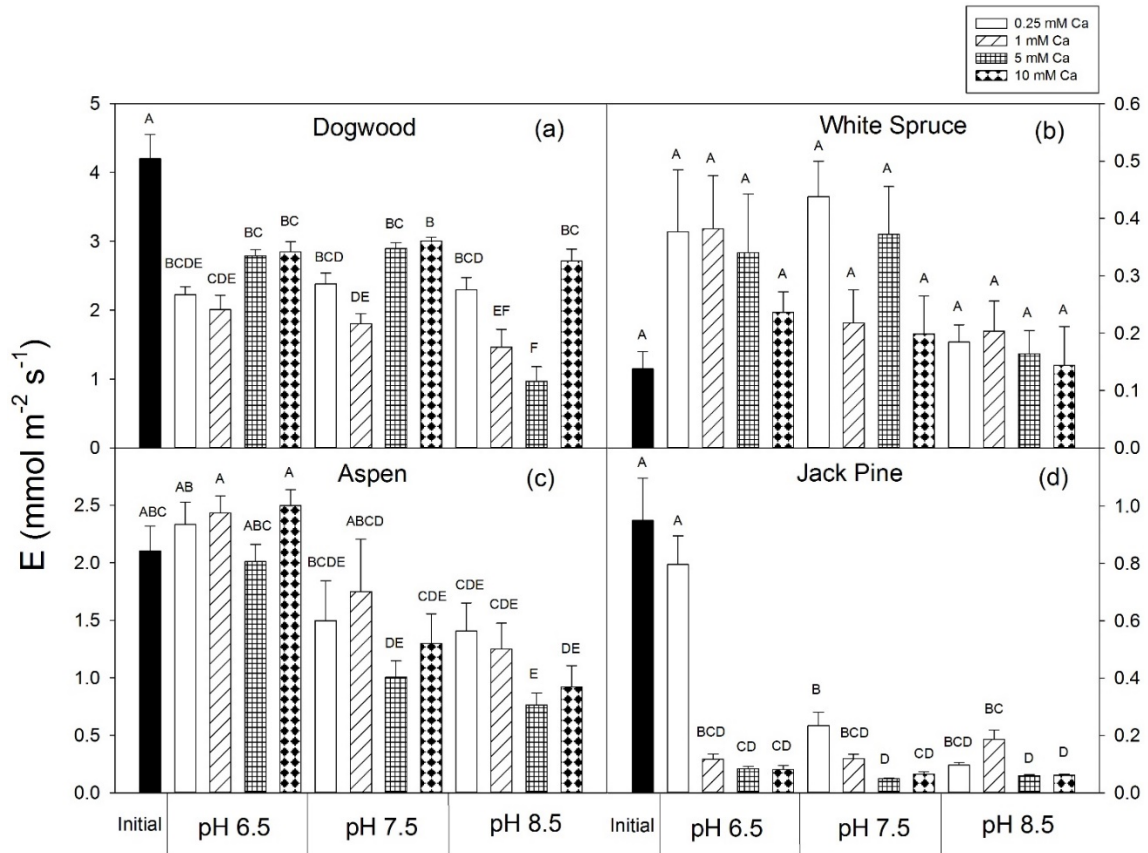 0.25 mM Ca
1 mM Ca
5 mM Ca
10 mM Ca
E (mmol m⁻² s⁻¹)
Dogwood (a)
5
4
3
2
1
0
A
BCDE
CDE
BC
BC
BCD
DE
BC
B
BCD
EF
F
BC
White Spruce (b)
0.6
0.5
0.4
0.3
0.2
0.1
0.0
A
A
A
A
A
A
A
A
A
A
A
A
A
Aspen (c)
2.5
2.0
1.5
1.0
0.5
0.0
ABC
AB
A
ABC
A
BCDE
ABCD
DE
CDE
CDE
CDE
E
DE
Jack Pine (d)
1.0
0.8
0.6
0.4
0.2
0.0
A
A
BCD
CD
CD
B
BCD
D
CD
BCD
BC
D
D
Initial pH 6.5 pH 7.5 pH 8.5 Initial pH 6.5 pH 7.5 pH 8.5